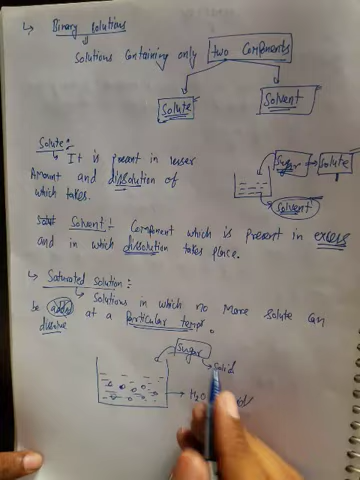 Binary solutions
Solutions containing only two components
Solute
Solvent
Solute:
It is present in lesser
Amount and dissolution of
which takes.
Sugar
Solute
Solvent
Solvent! Component which is present in excess
and in which dissolution takes place.
Saturated solution:
Solutions in which no more solute can
be added at a Particular tempt.
dissolve
Sugar
Solid
H2O